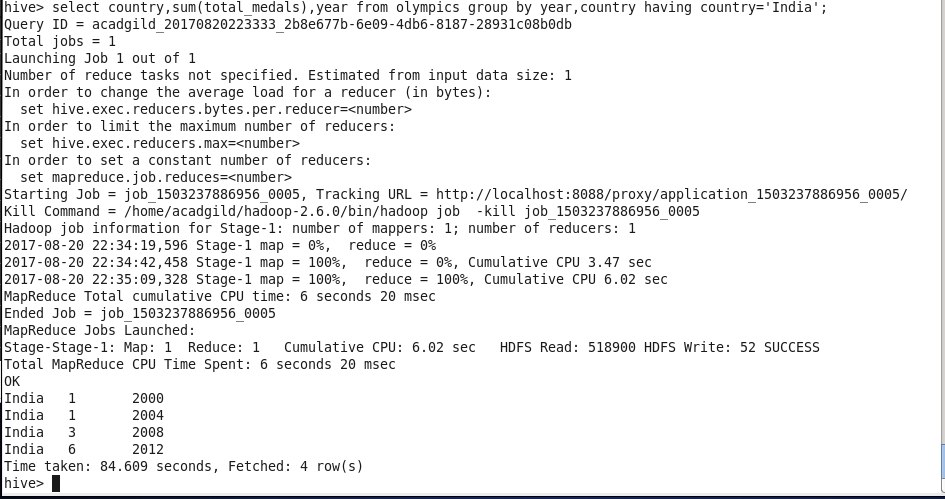 hive> select country,sum(total_medals),year from olympics group by year,country having country='India';
Query ID = acadgild_20170820223333_2b8e677b-6e09-4db6-8187-28931c08b0db
Total jobs = 1
Launching Job 1 out of 1
Number of reduce tasks not specified. Estimated from input data size: 1
In order to change the average load for a reducer (in bytes):
  set hive.exec.reducers.bytes.per.reducer=<number>
In order to limit the maximum number of reducers:
  set hive.exec.reducers.max=<number>
In order to set a constant number of reducers:
  set mapreduce.job.reduces=<number>
Starting Job = job_1503237886956_0005, Tracking URL = http://localhost:8088/proxy/application_1503237886956_0005/
Kill Command = /home/acadgild/hadoop-2.6.0/bin/hadoop job  -kill job_1503237886956_0005
Hadoop job information for Stage-1: number of mappers: 1; number of reducers: 1
2017-08-20 22:34:19,596 Stage-1 map = 0%,  reduce = 0%
2017-08-20 22:34:42,458 Stage-1 map = 100%,  reduce = 0%, Cumulative CPU 3.47 sec
2017-08-20 22:35:09,328 Stage-1 map = 100%,  reduce = 100%, Cumulative CPU 6.02 sec
MapReduce Total cumulative CPU time: 6 seconds 20 msec
Ended Job = job_1503237886956_0005
MapReduce Jobs Launched:
Stage-Stage-1: Map: 1  Reduce: 1   Cumulative CPU: 6.02 sec   HDFS Read: 518900 HDFS Write: 52 SUCCESS
Total MapReduce CPU Time Spent: 6 seconds 20 msec
OK
India   1       2000
India   1       2004
India   3       2008
India   6       2012
Time taken: 84.609 seconds, Fetched: 4 row(s)
hive>